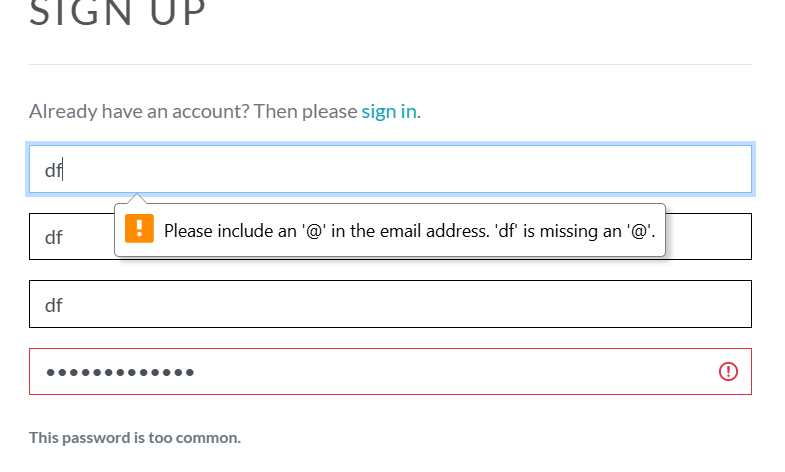 SIGN UP
Already have an account? Then please sign in.
df
Please include an '@' in the email address. 'df' is missing an '@'.
df
df
•••••••••••••
This password is too common.